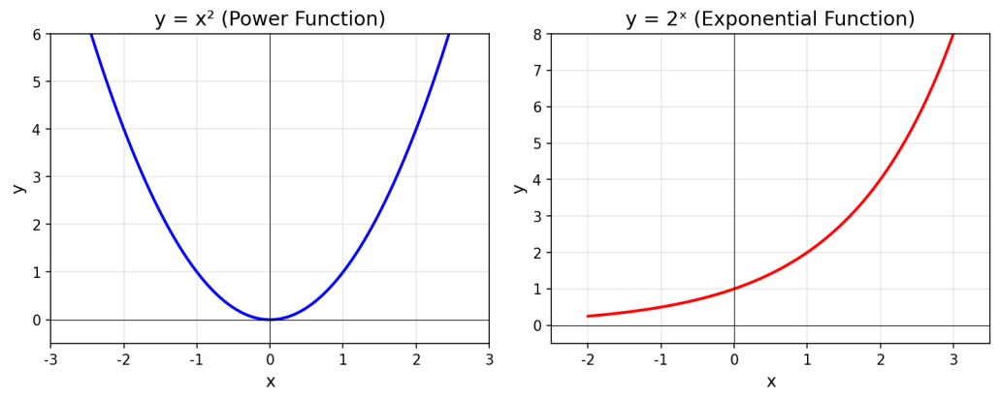 y = x² (Power Function)
6
5
4
3
2
1
0
y
-3 -2 -1 0 1 2 3
x
y = 2ˣ (Exponential Function)
8
7
6
5
4
3
2
1
0
y
-2 -1 0 1 2 3
x